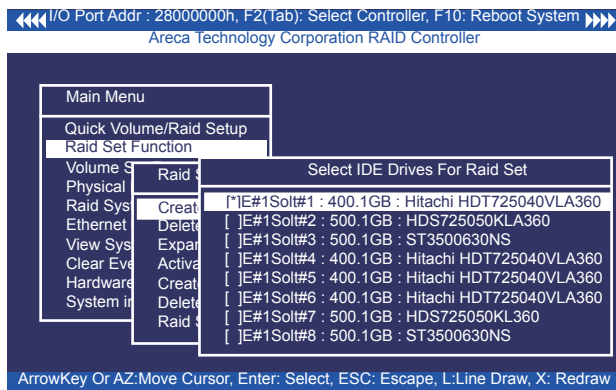 I/O Port Addr : 28000000h, F2(Tab): Select Controller, F10: Reboot System
Areca Technology Corporation RAID Controller
Main Menu
Quick Volume/Raid Setup
Raid Set Function
Volume S
Physical
Raid Sys
Ethernet
View Sys
Clear Eve
Hardware
System in
Raid S
Creat
Delete
Expan
Activa
Creat
Delete
Raid S
Select IDE Drives For Raid Set
[*]E#1Solt#1 : 400.1GB : Hitachi HDT725040VLA360
[ ]E#1Solt#2 : 500.1GB : HDS725050KLA360
[ ]E#1Solt#3 : 500.1GB : ST3500630NS
[ ]E#1Solt#4 : 400.1GB : Hitachi HDT725040VLA360
[ ]E#1Solt#5 : 400.1GB : Hitachi HDT725040VLA360
[ ]E#1Solt#6 : 400.1GB : Hitachi HDT725040VLA360
[ ]E#1Solt#7 : 500.1GB : HDS725050KL360
[ ]E#1Solt#8 : 500.1GB : ST3500630NS
ArrowKey Or AZ:Move Cursor, Enter: Select, ESC: Escape, L:Line Draw, X: Redraw